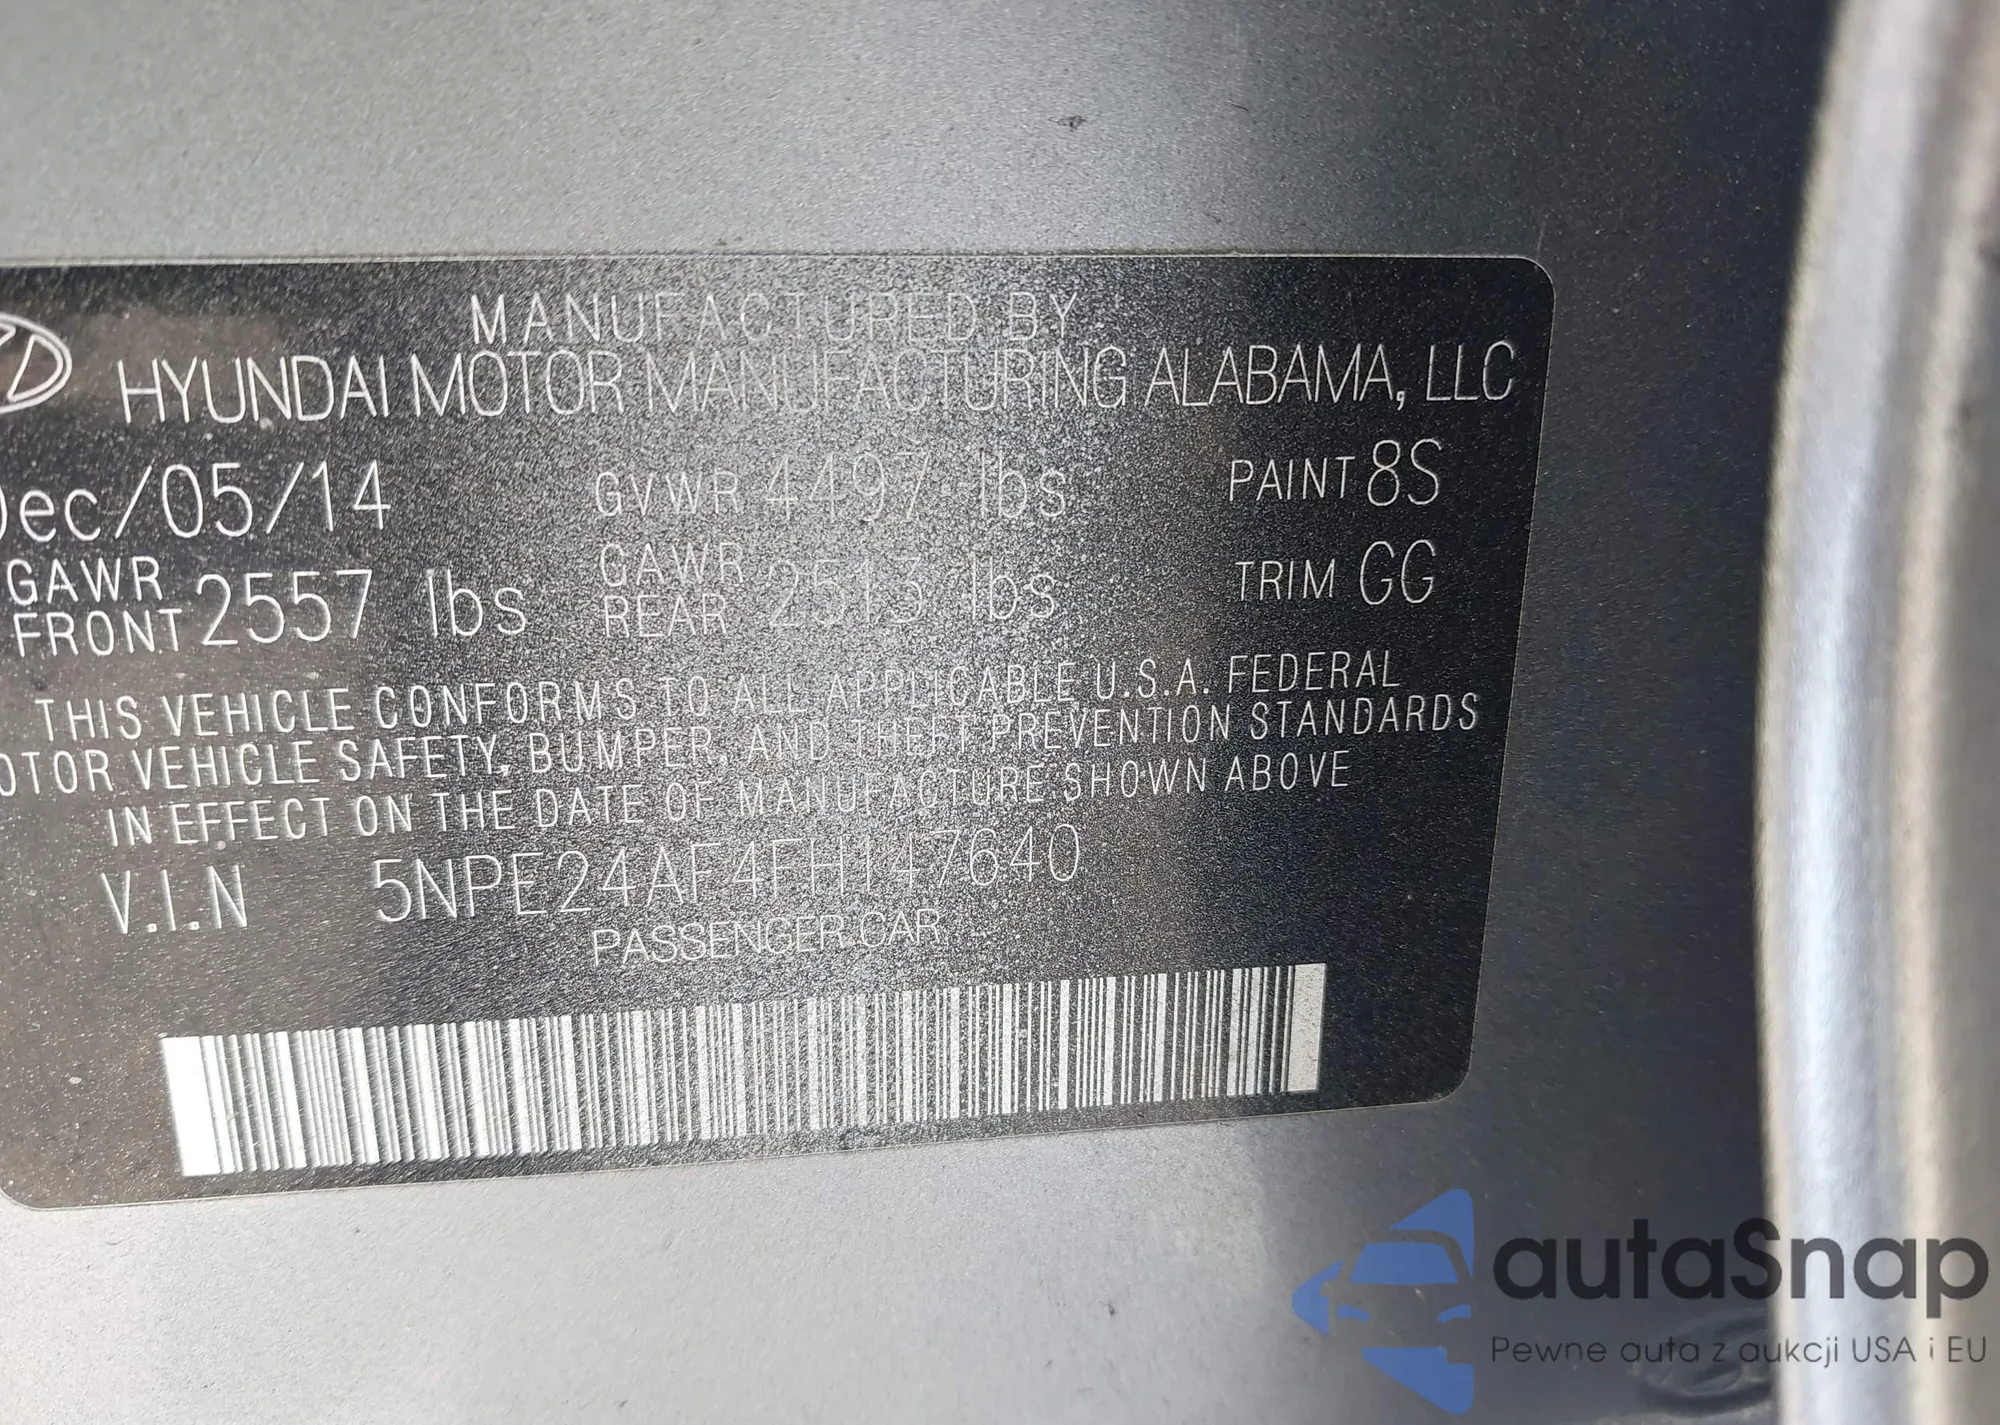 MANUFACTURED BY
HYUNDAI MOTOR MANUFACTURING ALABAMA, LLC
Dec/05/14 GVWR 4497 lbs PAINT 8S
GAWR FRONT 2557 lbs GAWR REAR 2513 lbs TRIM GG
THIS VEHICLE CONFORMS TO ALL APPLICABLE U.S.A. FEDERAL
MOTOR VEHICLE SAFETY, BUMPER, AND THEFT PREVENTION STANDARDS
IN EFFECT ON THE DATE OF MANUFACTURE SHOWN ABOVE
V.I.N 5NPE24AF4FH147640
PASSENGER CAR
autaSnap
Pewne auta z aukcji USA i EU